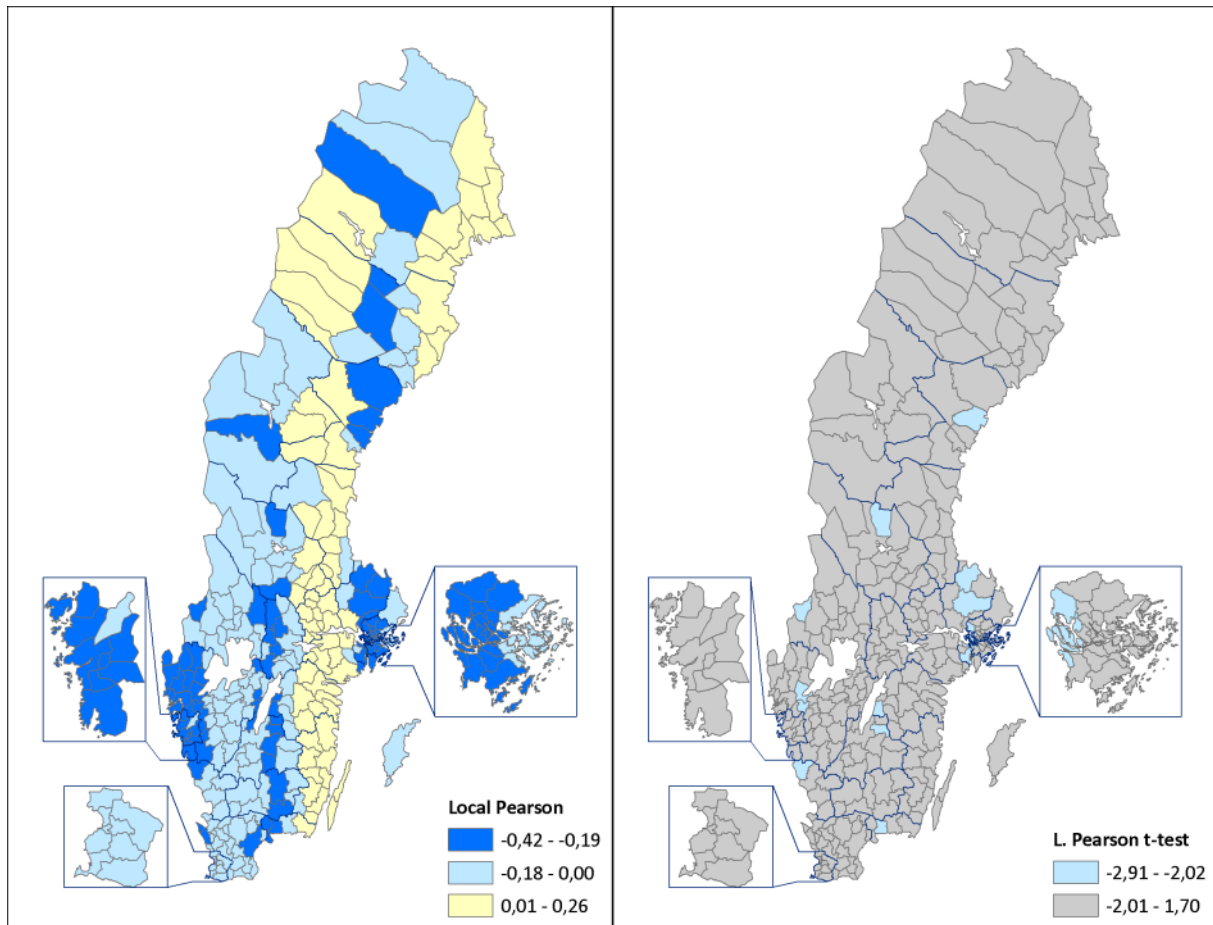 Local Pearson
-0,42 - -0,19
-0,18 - 0,00
0,01 - 0,26
L. Pearson t-test
-2,91 - -2,02
-2,01 - 1,70